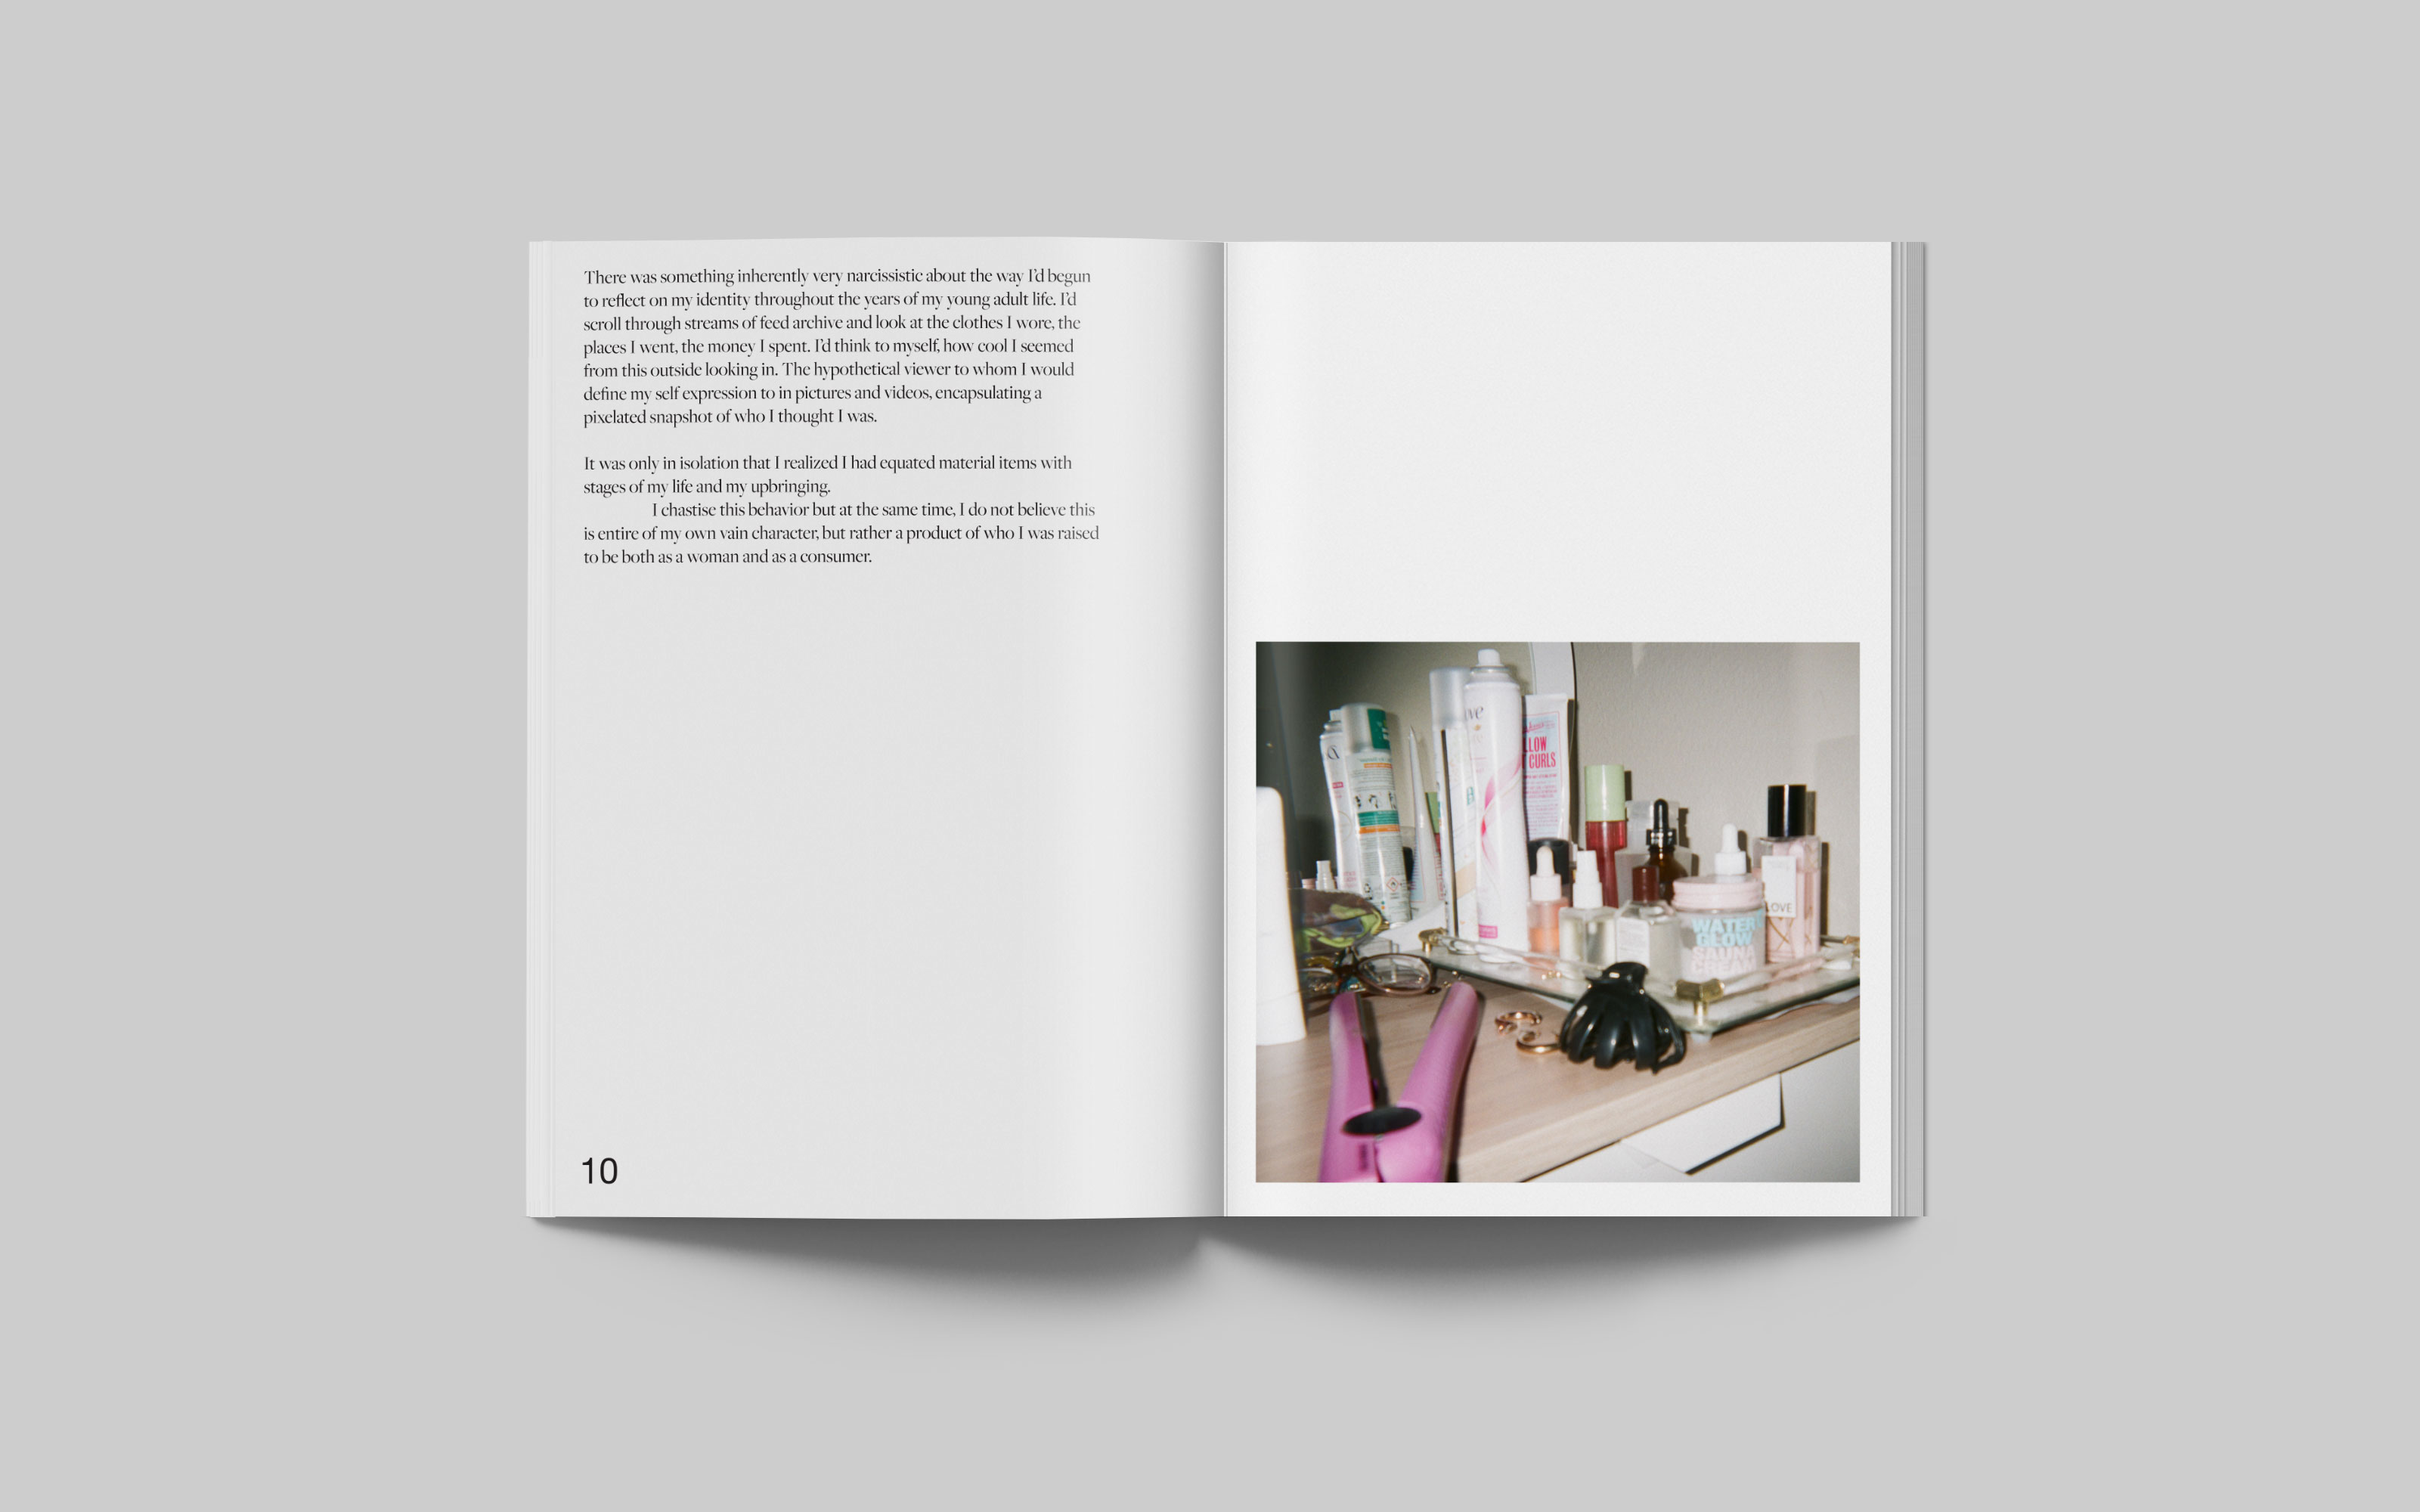 There was something inherently very narcissistic about the way I'd begun
to reflect on my identity throughout the years of my young adult life. I'd
scroll through streams of feed archive and look at the clothes I wore, the
places I went, the money I spent. I'd think to myself, how cool I seemed
from this outside looking in. The hypothetical viewer to whom I would
define my self expression to in pictures and videos, encapsulating a
pixelated snapshot of who I thought I was.
It was only in isolation that I realized I had equated material items with
stages of my life and my upbringing.
I chastise this behavior but at the same time, I do not believe this
is entire of my own vain character, but rather a product of who I was raised
to be both as a woman and as a consumer.
10
LLOW
CURLS
LOVE
WATER
GLOW
SAUNA
CREAM